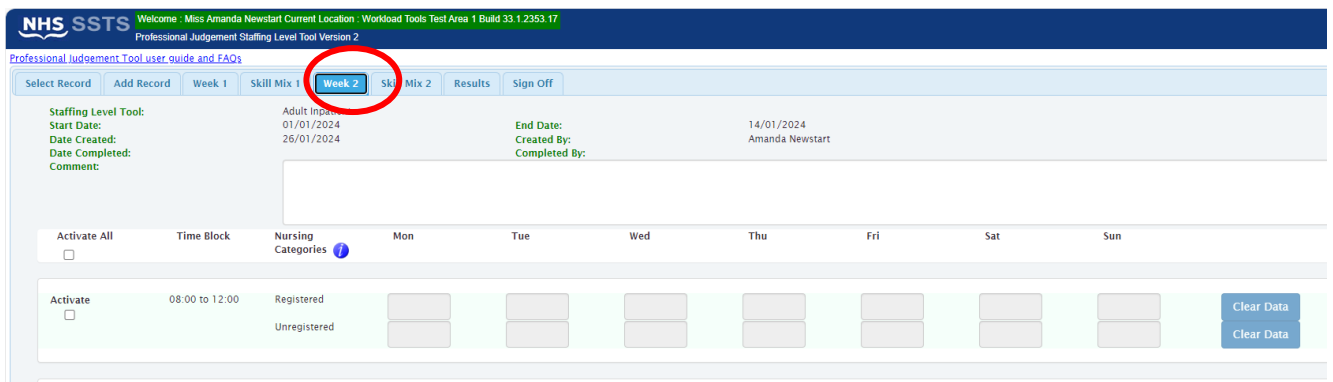 NHS SSTS Welcome : Miss Amanda Newstart Current Location : Workload Tools Test Area 1 Build 33.1.2353.17
Professional Judgement Staffing Level Tool Version 2
Professional Judgement Tool user guide and FAQs
Select Record Add Record Week 1 Skill Mix 1 Week 2 Mix 2 Results Sign Off
Staffing Level Tool: Adult
Start Date: 01/01/2024 End Date: 14/01/2024
Date Created: 26/01/2024 Created By: Amanda Newstart
Date Completed: Completed By:
Comment:
Activate All Time Block Nursing Categories i Mon Tue Wed Thu Fri Sat Sun
Activate 08:00 to 12:00 Registered Clear Data
Unregistered Clear Data